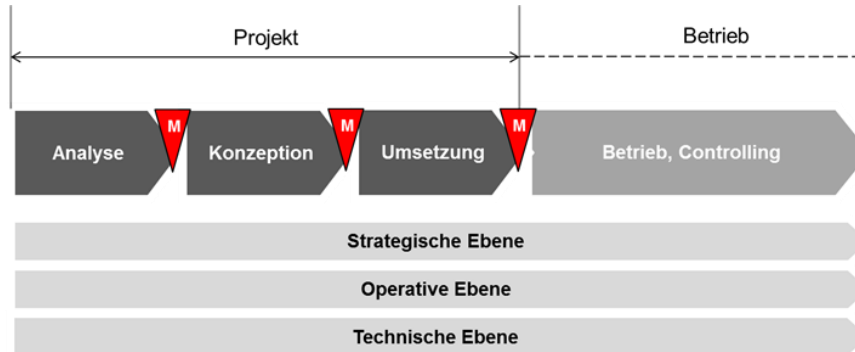 Projekt
Betrieb
M
M
M
Analyse
Konzeption
Umsetzung
Betrieb, Controlling
Strategische Ebene
Operative Ebene
Technische Ebene